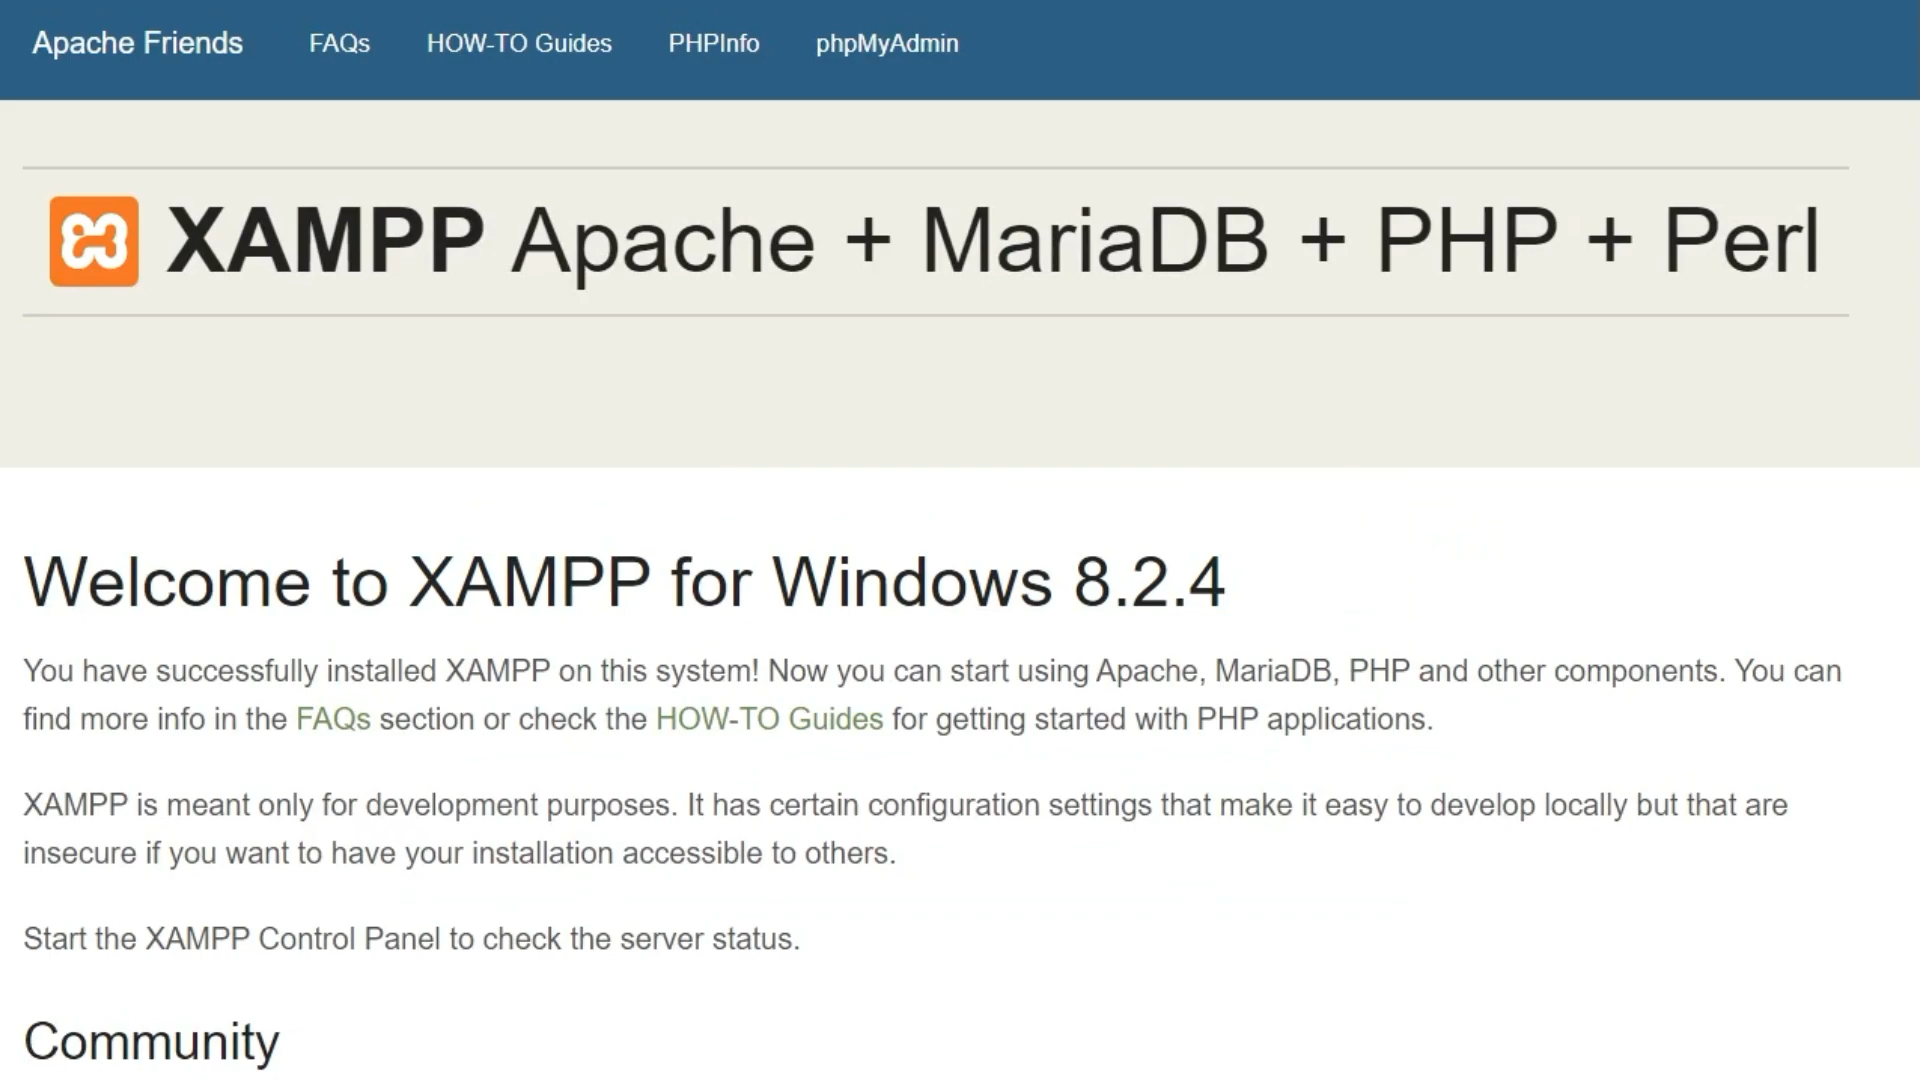 Apache Friends FAQs HOW-TO Guides PHPInfo phpMyAdmin
XAMPP Apache + MariaDB + PHP + Perl
Welcome to XAMPP for Windows 8.2.4
You have successfully installed XAMPP on this system! Now you can start using Apache, MariaDB, PHP and other components. You can
find more info in the FAQs section or check the HOW-TO Guides for getting started with PHP applications.
XAMPP is meant only for development purposes. It has certain configuration settings that make it easy to develop locally but that are
insecure if you want to have your installation accessible to others.
Start the XAMPP Control Panel to check the server status.
Community